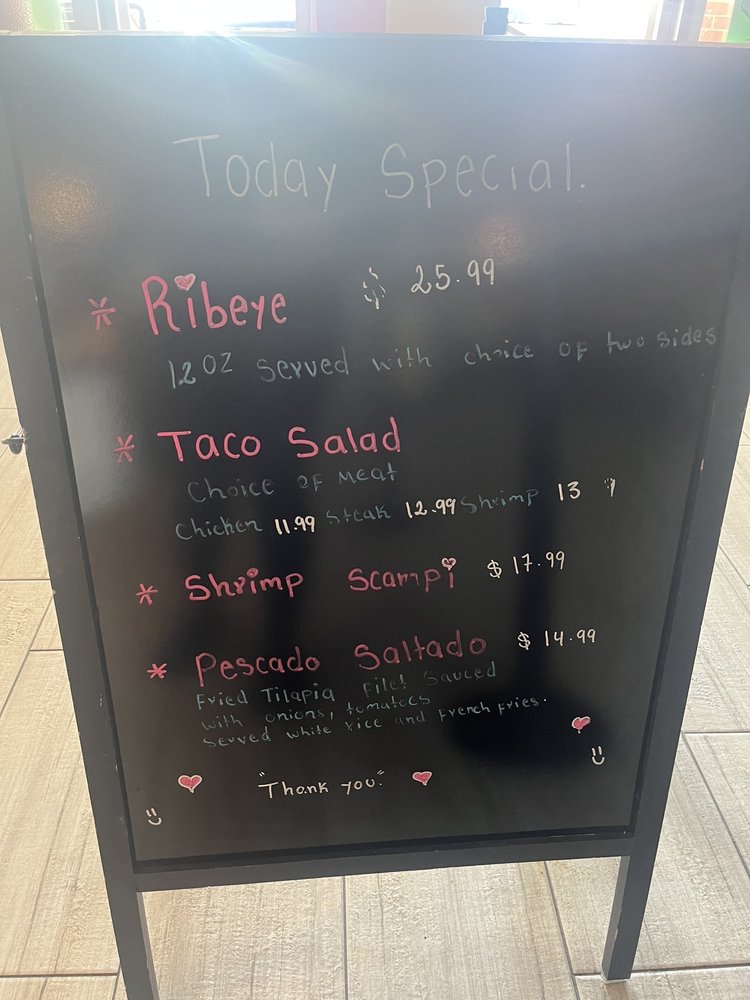 Today Special.
* Ribeye $ 25.99
12 oz Served with choice of two sides
* Taco Salad
Choice of Meat
Chicken 11.99 Steak 12.99 Shrimp 13
* Shrimp Scampi $ 17.99
* Pescado Saltado $ 14.99
Fried Tilapia Filet Sauced
with onions, tomatoes
Served white rice and French Fries.
"Thank you."